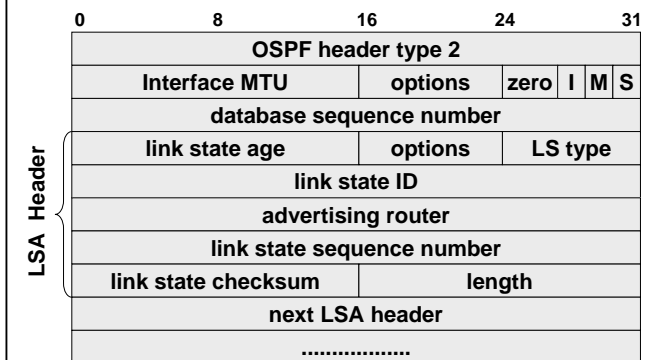 0 8 16 24 31
OSPF header type 2
Interface MTU options zero I M S
database sequence number
link state age options LS type
link state ID
advertising router
link state sequence number
link state checksum length
next LSA header
.................
LSA Header